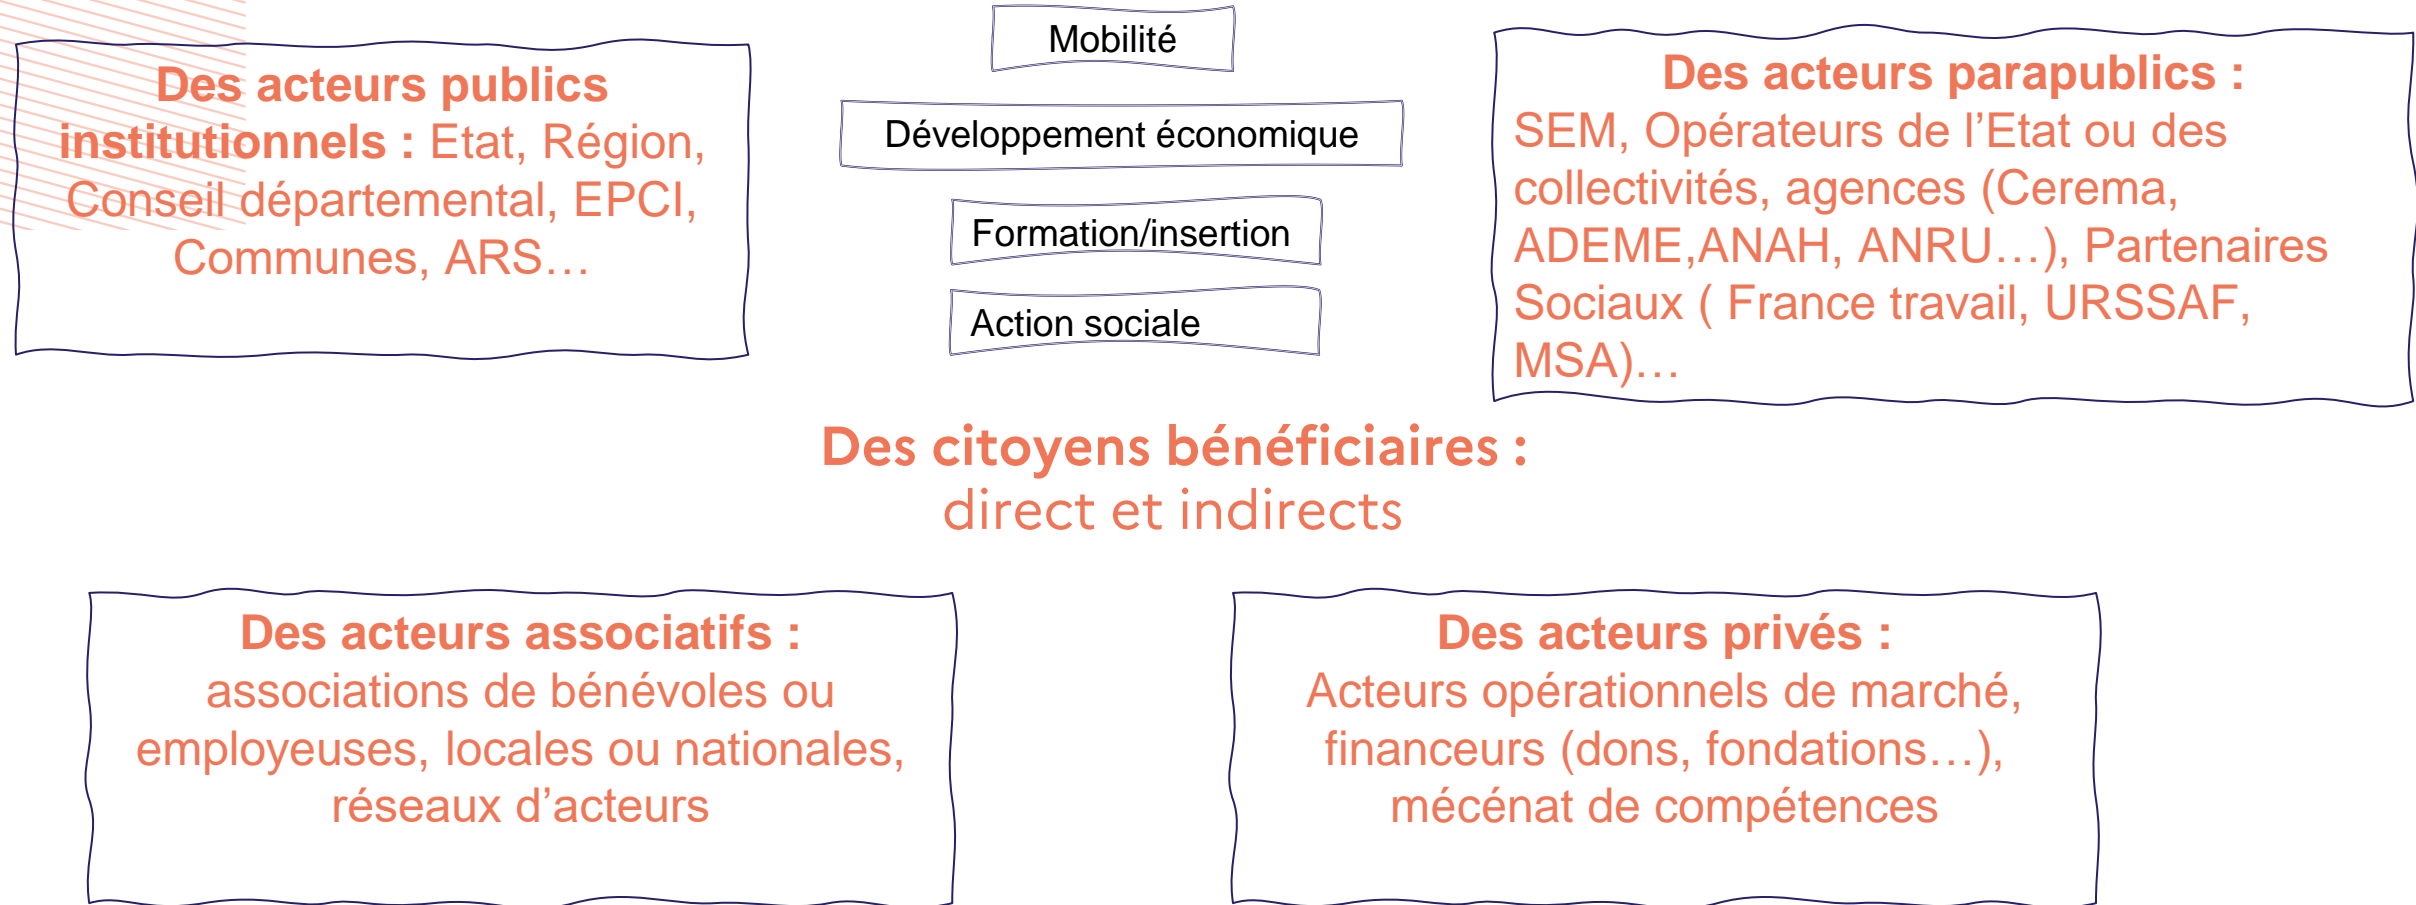 Des acteurs publics
institutionnels : Etat, Région,
Conseil départemental, EPCI,
Communes, ARS…
Mobilité
Développement économique
Formation/insertion
Action sociale
Des acteurs parapublics :
SEM, Opérateurs de l’Etat ou des
collectivités, agences (Cerema,
ADEME,ANAH, ANRU…), Partenaires
Sociaux ( France travail, URSSAF,
MSA)…
Des citoyens bénéficiaires :
direct et indirects
Des acteurs associatifs :
associations de bénévoles ou
employeuses, locales ou nationales,
réseaux d’acteurs
Des acteurs privés :
Acteurs opérationnels de marché,
financeurs (dons, fondations…),
mécénat de compétences